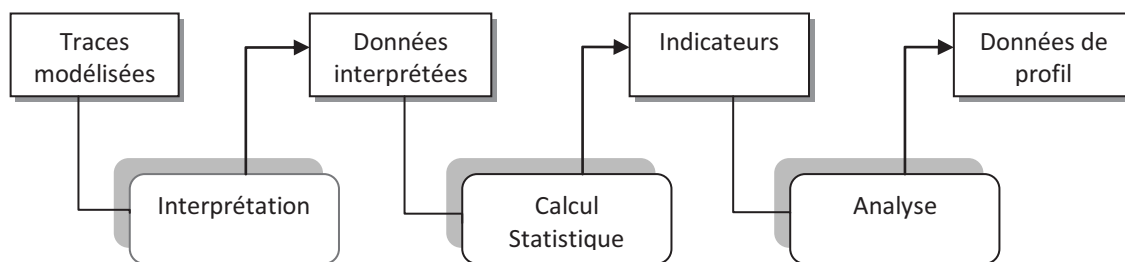 Traces
modélisées
Données
interprétées
Indicateurs
Données de
profil
Interprétation
Calcul
Statistique
Analyse